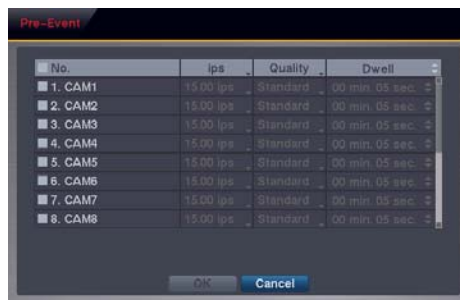 Pre-Event
No. ips Quality Dwell
1. CAM1 15.00 ips Standard 00 min. 05 sec.
2. CAM2 15.00 ips Standard 00 min. 05 sec.
3. CAM3 15.00 ips Standard 00 min. 05 sec.
4. CAM4 15.00 ips Standard 00 min. 05 sec.
5. CAM5 15.00 ips Standard 00 min. 05 sec.
6. CAM6 15.00 ips Standard 00 min. 05 sec.
7. CAM7 15.00 ips Standard 00 min. 05 sec.
8. CAM8 15.00 ips Standard 00 min. 05 sec.
OK Cancel